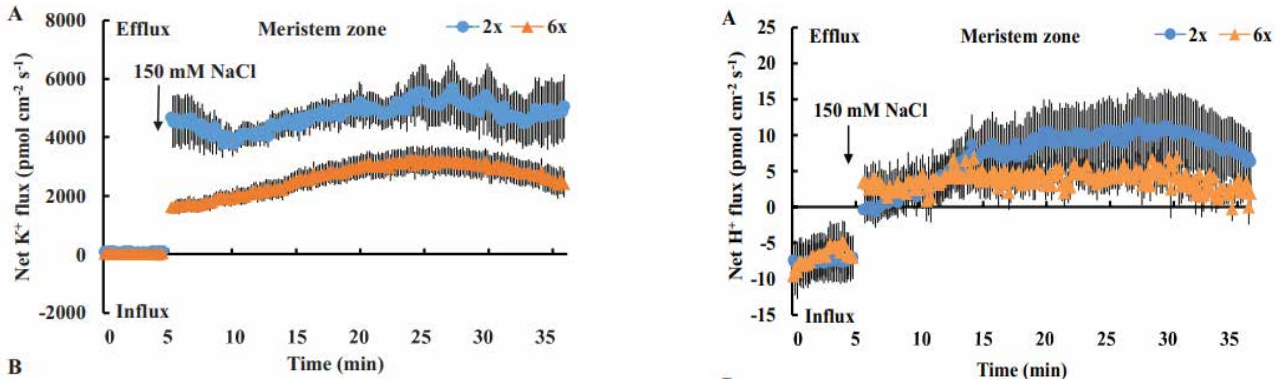 A
8000
6000
4000
2000
0
-2000
Net K⁺ flux (pmol cm⁻² s⁻¹)
Efflux
Meristem zone
2x
6x
150 mM NaCl
Influx
0 5 10 15 20 25 30 35
Time (min)
B
A
25
20
15
10
5
0
-5
-10
-15
Net H⁺ flux (pmol cm⁻² s⁻¹)
Efflux
Meristem zone
2x
6x
150 mM NaCl
Influx
0 5 10 15 20 25 30 35
Time (min)